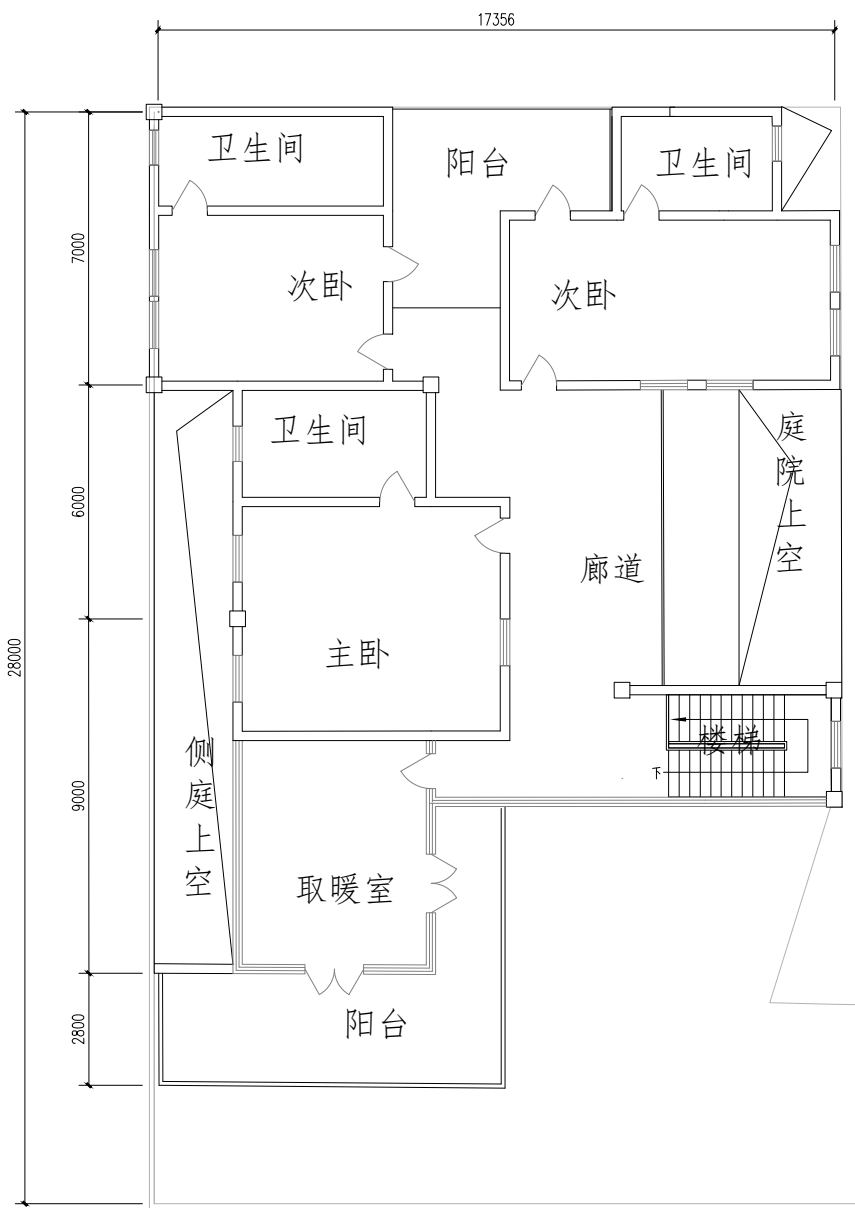 17356
卫生间
阳台
卫生间
7000
次卧
次卧
卫生间
庭院上空
6000
廊道
主卧
28000
楼梯
下
侧庭上空
9000
取暖室
2800
阳台